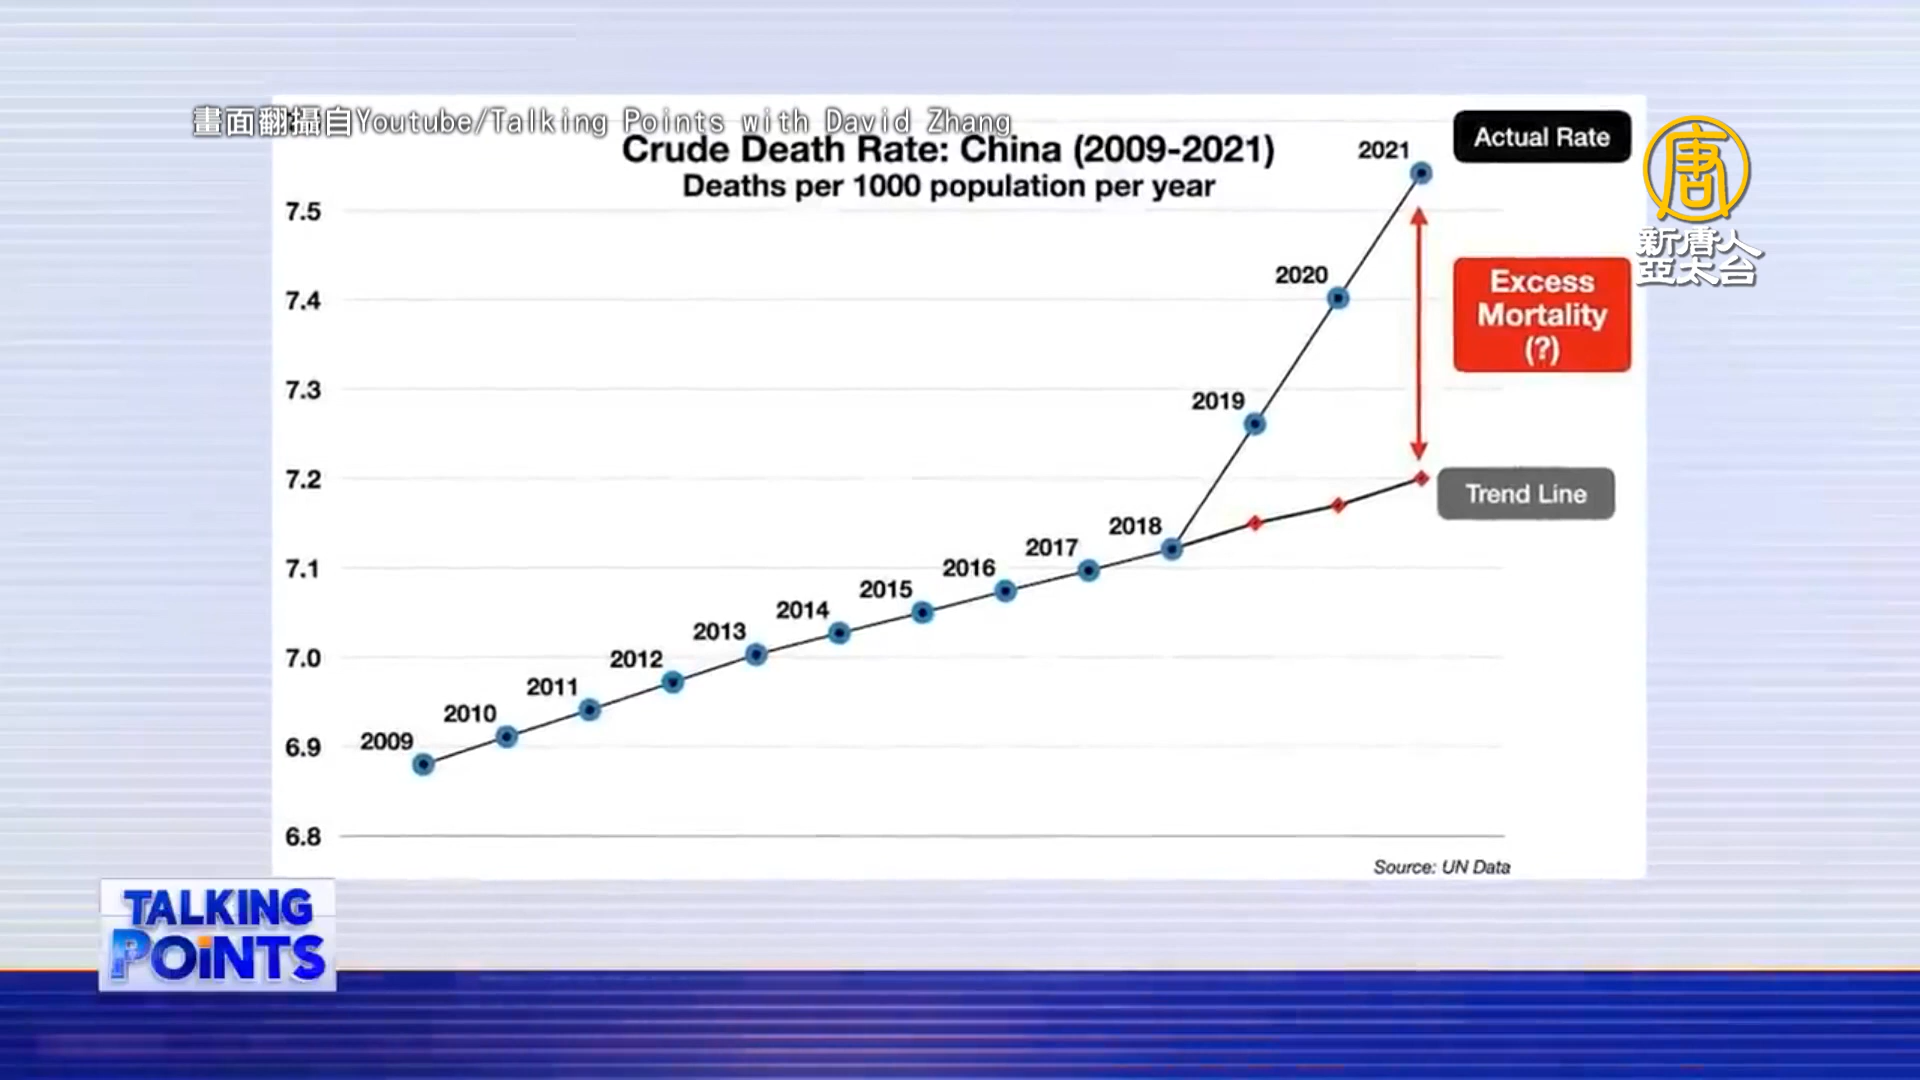 畫面翻攝自Youtube/Talking Points with David Zhang
Crude Death Rate: China (2009-2021)
Deaths per 1000 population per year
Actual Rate
唐
新唐人
亞太台
Excess
Mortality
(?)
Trend Line
7.5
7.4
7.3
7.2
7.1
7.0
6.9
6.8
2009
2010
2011
2012
2013
2014
2015
2016
2017
2018
2019
2020
2021
Source: UN Data
TALKING
POiNTS